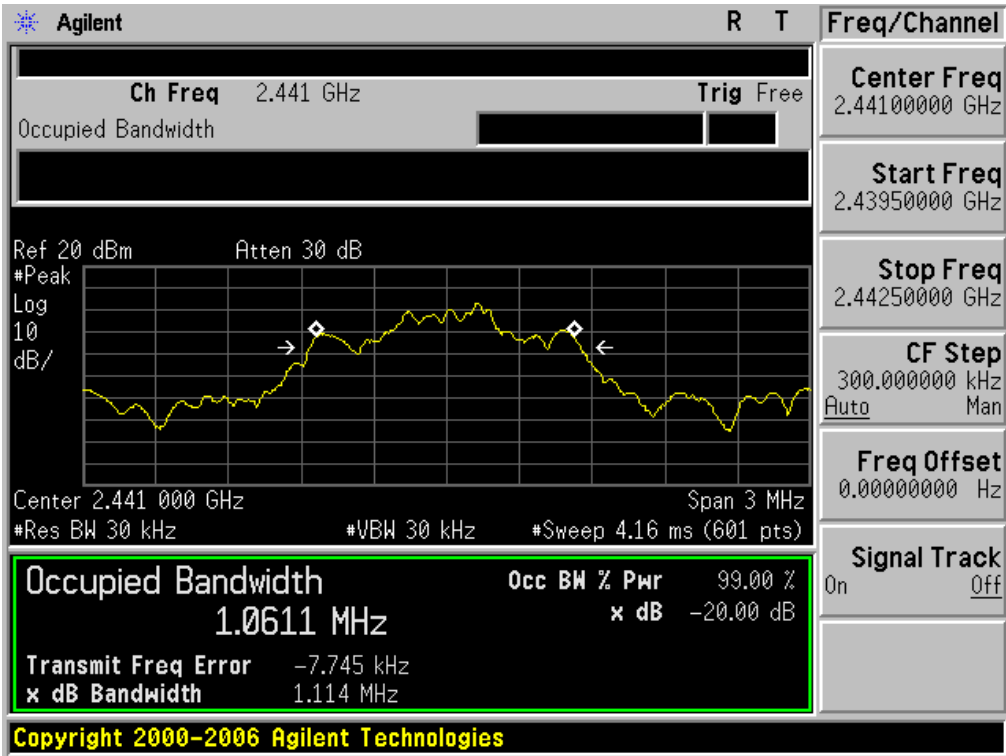 Agilent R T Freq/Channel
Ch Freq 2.441 GHz Trig Free
Occupied Bandwidth
Center Freq
2.44100000 GHz
Start Freq
2.43950000 GHz
Stop Freq
2.44250000 GHz
CF Step
300.000000 kHz
Auto Man
Freq Offset
0.00000000 Hz
Signal Track
On Off
Ref 20 dBm Atten 30 dB
#Peak
Log
10
dB/
Center 2.441 000 GHz Span 3 MHz
#Res BW 30 kHz #VBW 30 kHz #Sweep 4.16 ms (601 pts)
Occupied Bandwidth Occ BW % Pwr 99.00 %
1.0611 MHz x dB -20.00 dB
Transmit Freq Error -7.745 kHz
x dB Bandwidth 1.114 MHz
Copyright 2000-2006 Agilent Technologies